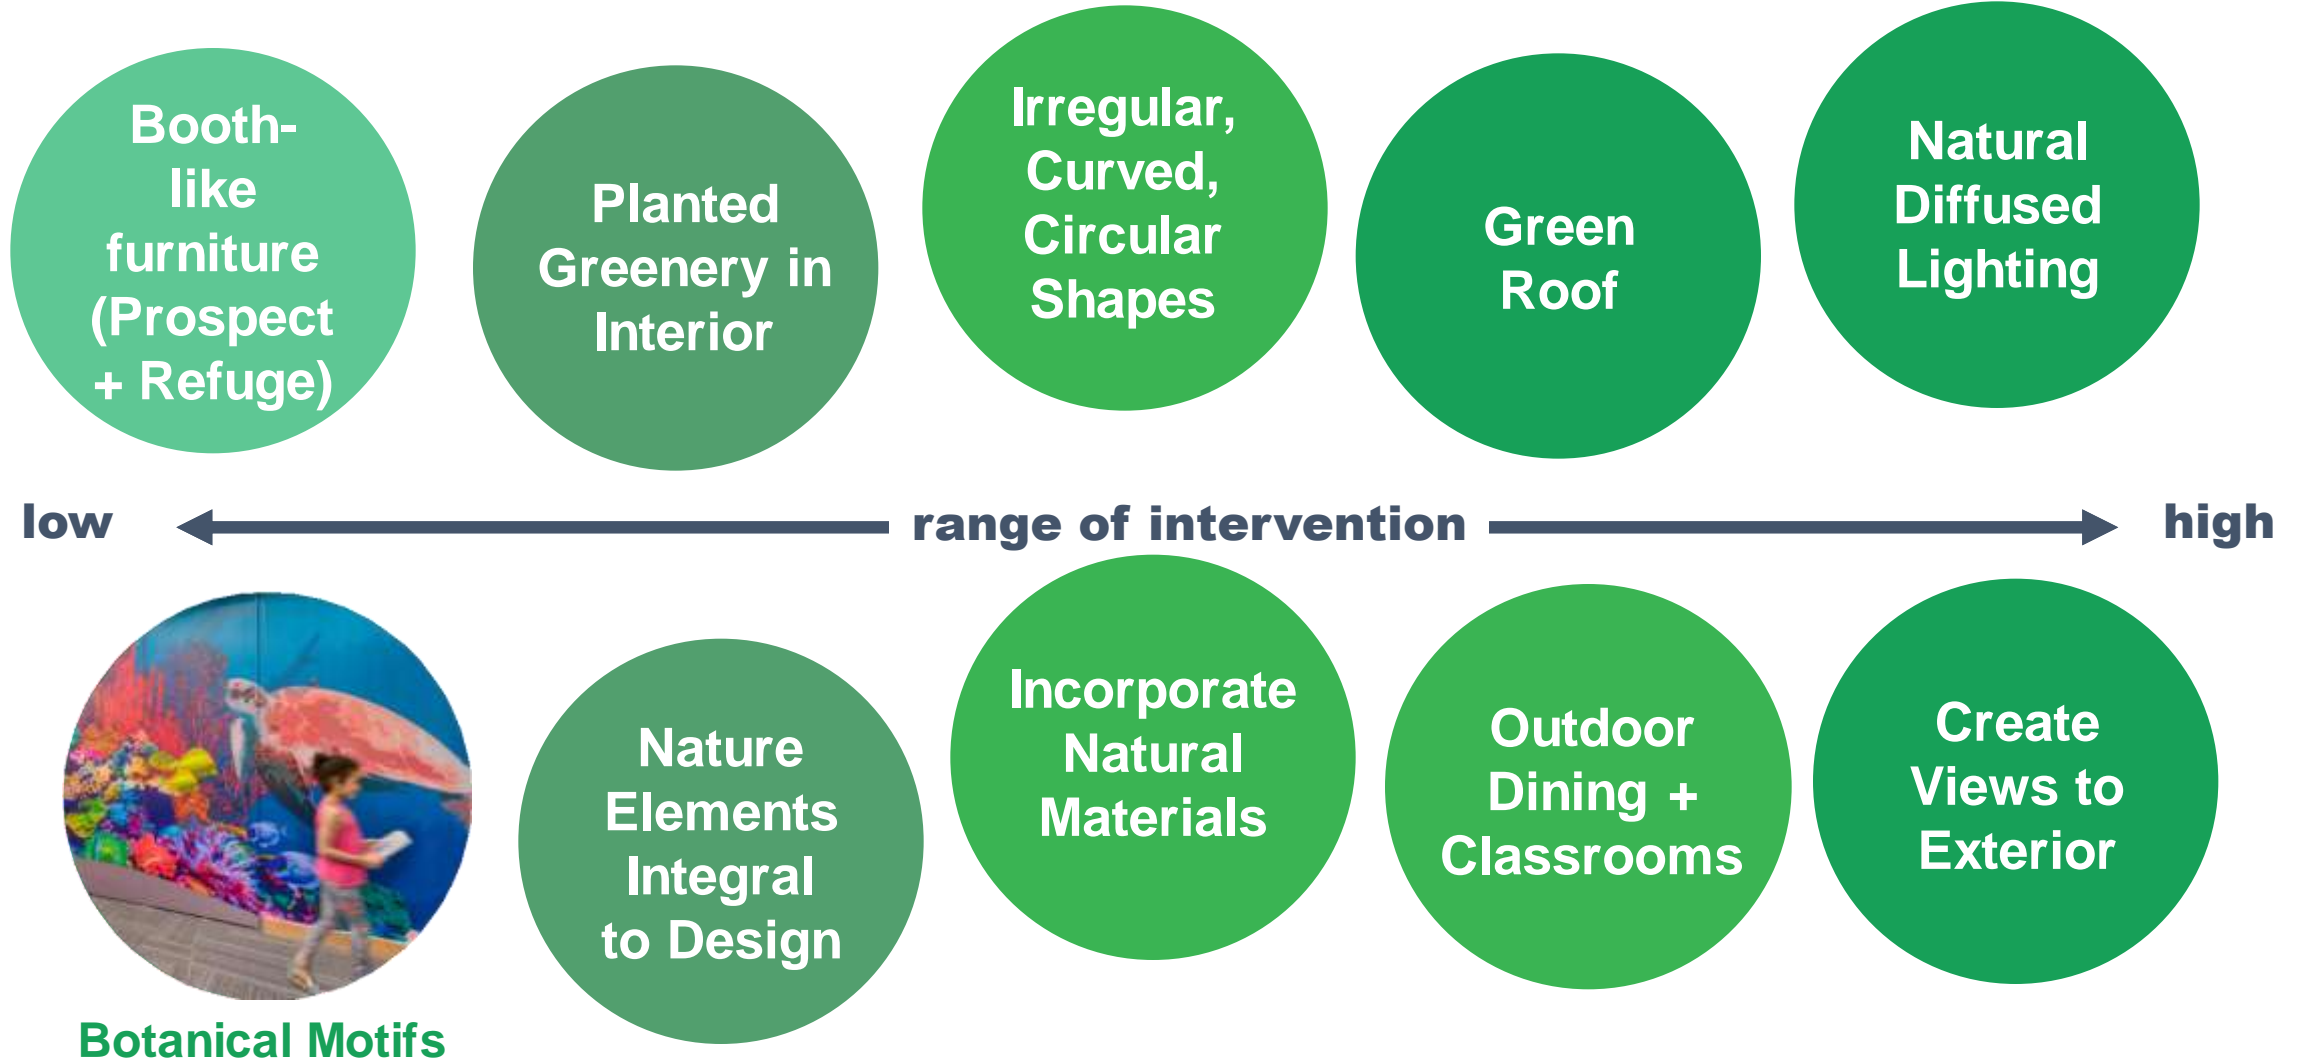 Booth-
like
furniture
(Prospect
+ Refuge)
Planted
Greenery in
Interior
Irregular,
Curved,
Circular
Shapes
Green
Roof
Natural
Diffused
Lighting
low
range of intervention
high
Botanical Motifs
Nature
Elements
Integral
to Design
Incorporate
Natural
Materials
Outdoor
Dining +
Classrooms
Create
Views to
Exterior